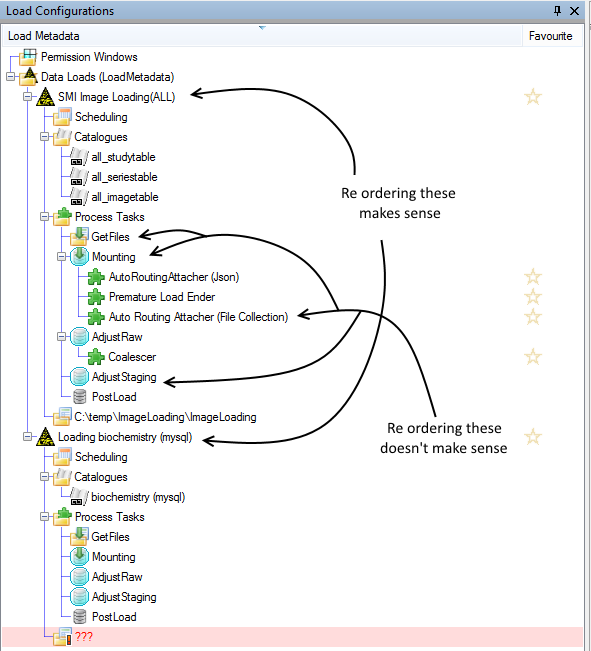 Load Configurations
Load Metadata Favourite
Permission Windows
Data Loads (LoadMetadata)
SMI Image Loading(ALL)
Scheduling
Catalogues
all_studytable
all_seriestable
all_imagetable
Re ordering these
makes sense
Process Tasks
GetFiles
Mounting
AutoRoutingAttacher (Json)
Premature Load Ender
Auto Routing Attacher (File Collection)
AdjustRaw
Coalescer
AdjustStaging
PostLoad
C:\temp\ImageLoading\ImageLoading
Re ordering these
doesn't make sense
Loading biochemistry (mysql)
Scheduling
Catalogues
biochemistry (mysql)
Process Tasks
GetFiles
Mounting
AdjustRaw
AdjustStaging
PostLoad
???